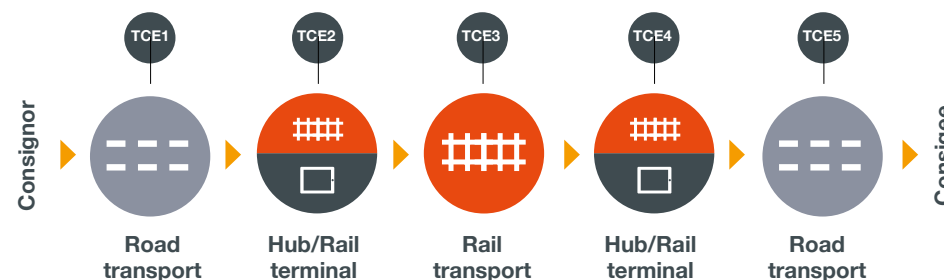 TCE1
TCE2
TCE3
TCE4
TCE5
Consignor
Road
transport
Hub/Rail
terminal
Rail
transport
Hub/Rail
terminal
Road
transport